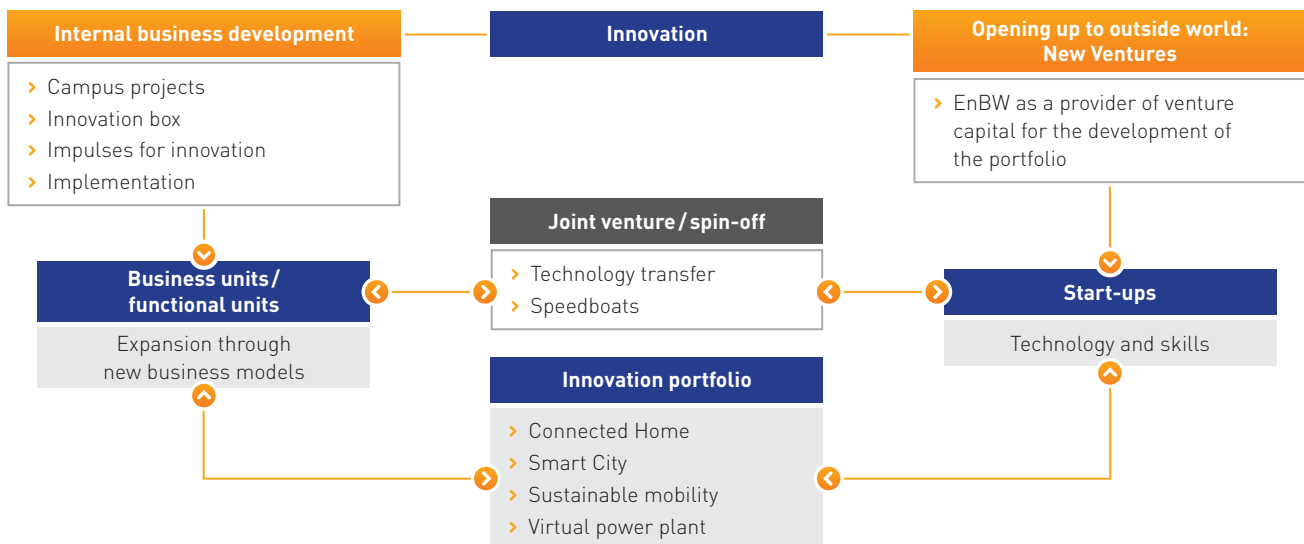 Internal business development
Campus projects
Innovation box
Impulses for innovation
Implementation
Innovation
Opening up to outside world:
New Ventures
EnBW as a provider of venture
capital for the development of
the portfolio
Joint venture / spin-off
Technology transfer
Speedboats
Business units /
functional units
Expansion through
new business models
Start-ups
Technology and skills
Innovation portfolio
Connected Home
Smart City
Sustainable mobility
Virtual power plant